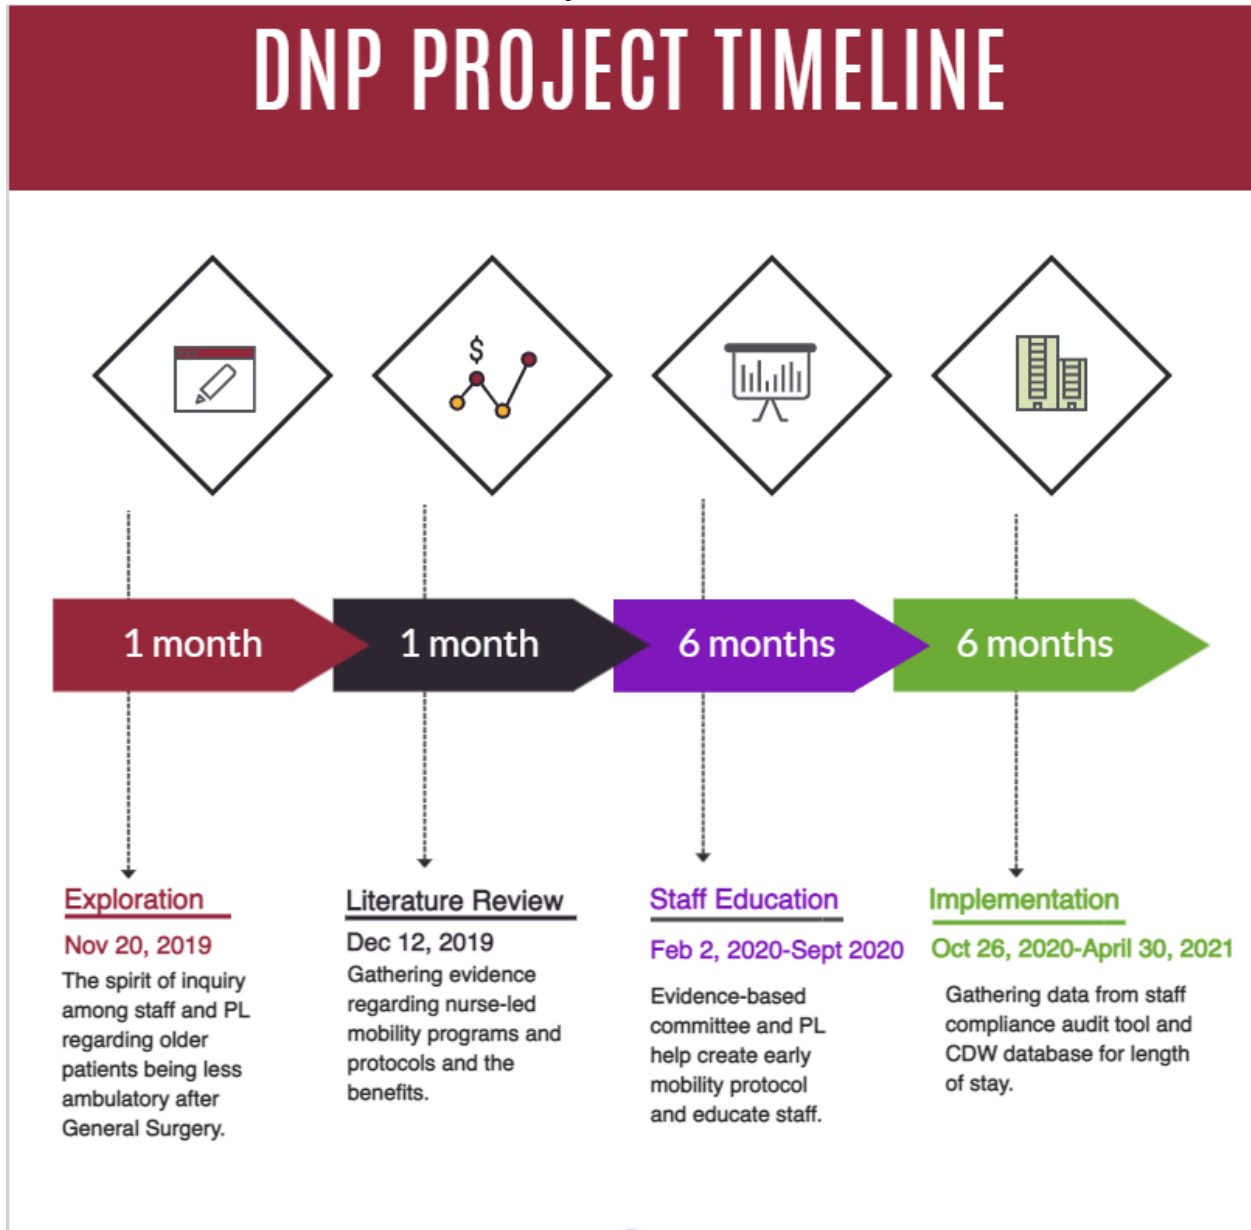 DNP PROJECT TIMELINE
$
1 month
1 month
6 months
6 months
Exploration
Nov 20, 2019
The spirit of inquiry
among staff and PL
regarding older
patients being less
ambulatory after
General Surgery.
Literature Review
Dec 12, 2019
Gathering evidence
regarding nurse-led
mobility programs and
protocols and the
benefits.
Staff Education
Feb 2, 2020-Sept 2020
Evidence-based
committee and PL
help create early
mobility protocol
and educate staff.
Implementation
Oct 26, 2020-April 30, 2021
Gathering data from staff
compliance audit tool and
CDW database for length
of stay.